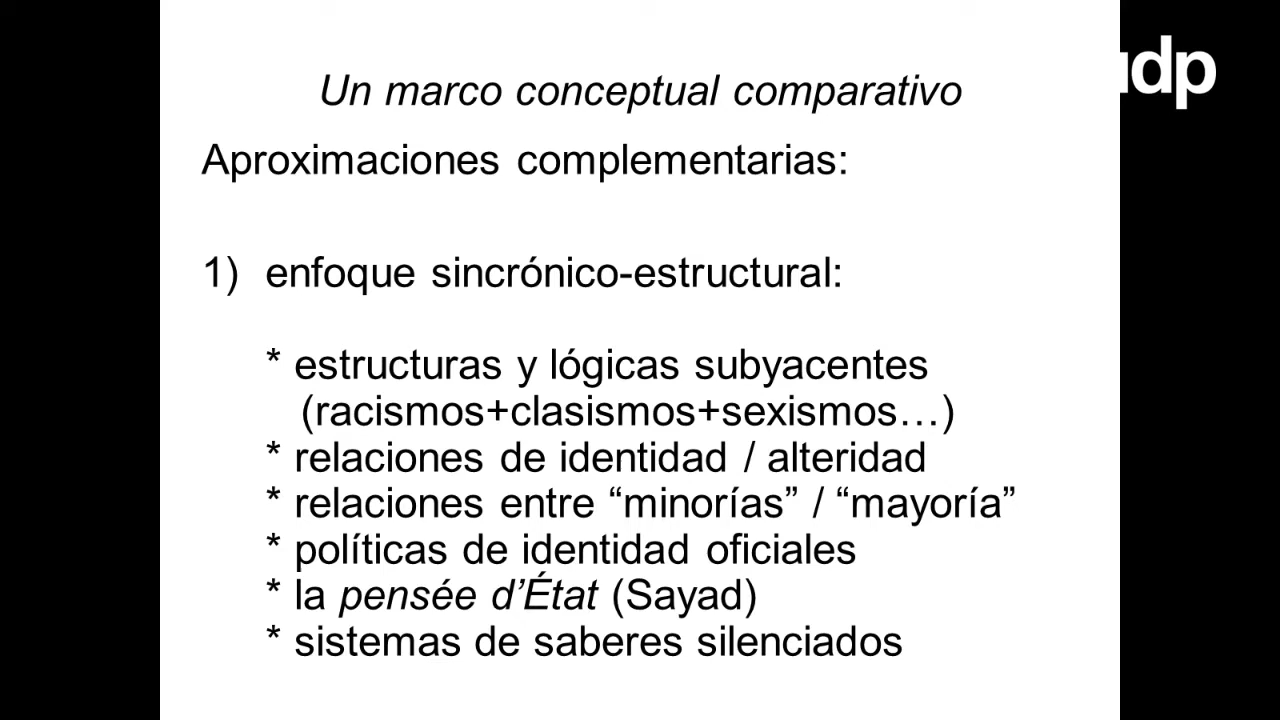 udp
Un marco conceptual comparativo
Aproximaciones complementarias:
1) enfoque sincrónico-estructural:
* estructuras y lógicas subyacentes
(racismos+clasismos+sexismos…)
* relaciones de identidad / alteridad
* relaciones entre “minorías” / “mayoría”
* políticas de identidad oficiales
* la pensée d’État (Sayad)
* sistemas de saberes silenciados